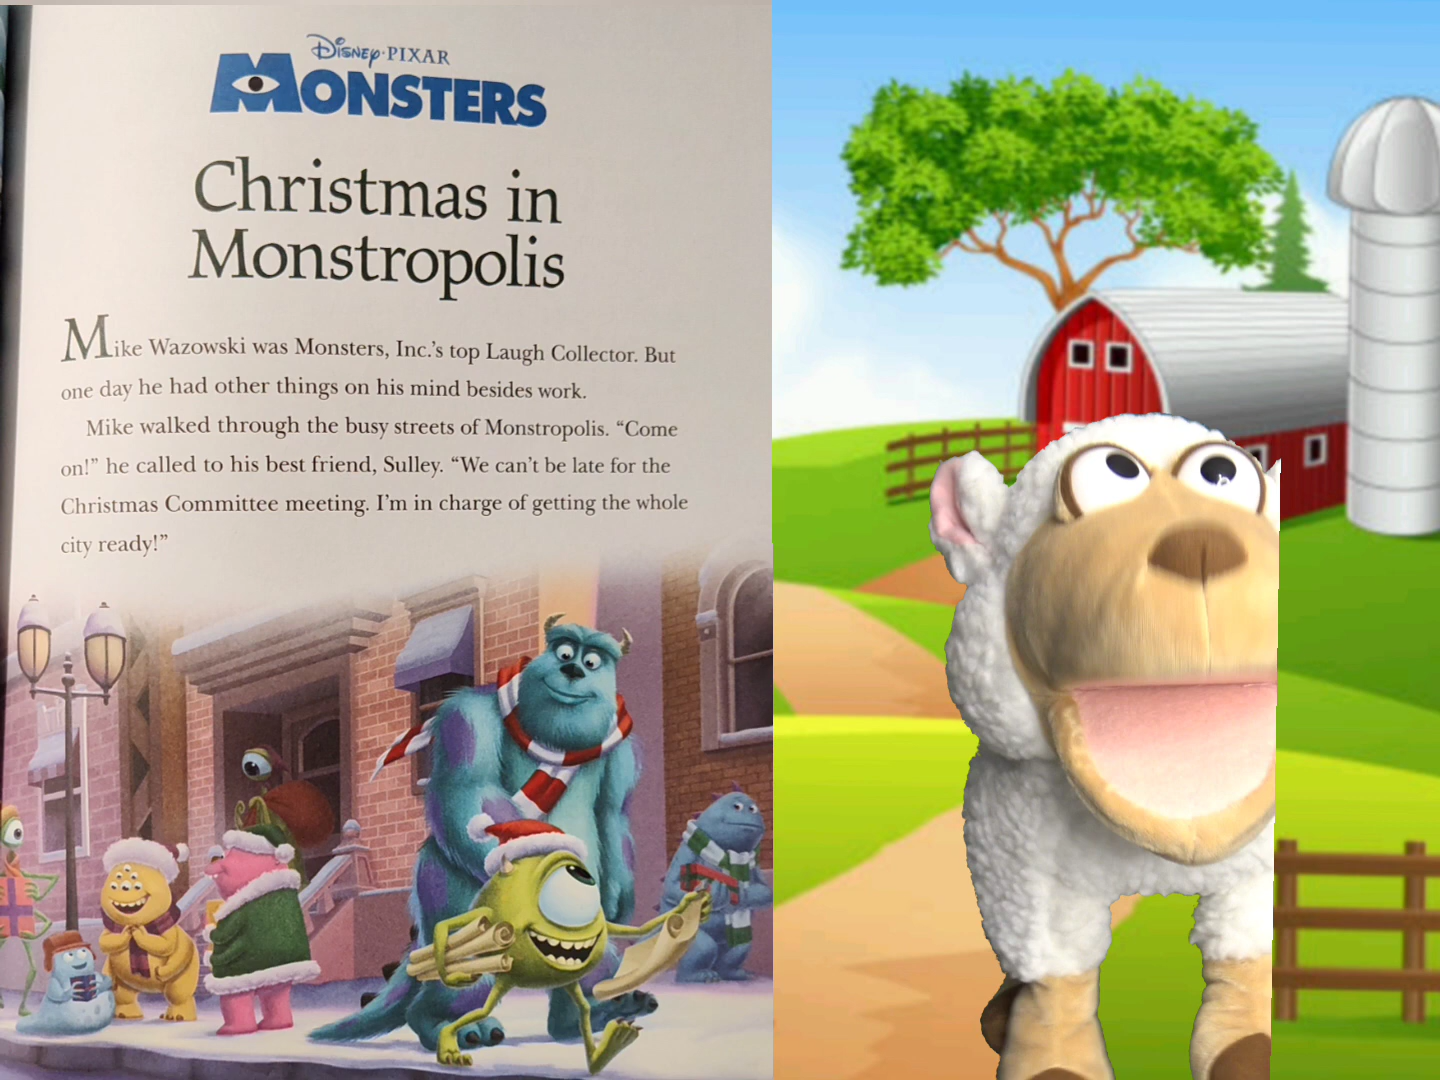 Disney·PIXAR
MONSTERS
Christmas in
Monstropolis
Mike Wazowski was Monsters, Inc.'s top Laugh Collector. But
one day he had other things on his mind besides work.
Mike walked through the busy streets of Monstropolis. “Come
on!” he called to his best friend, Sulley. “We can't be late for the
Christmas Committee meeting. I'm in charge of getting the whole
city ready!”